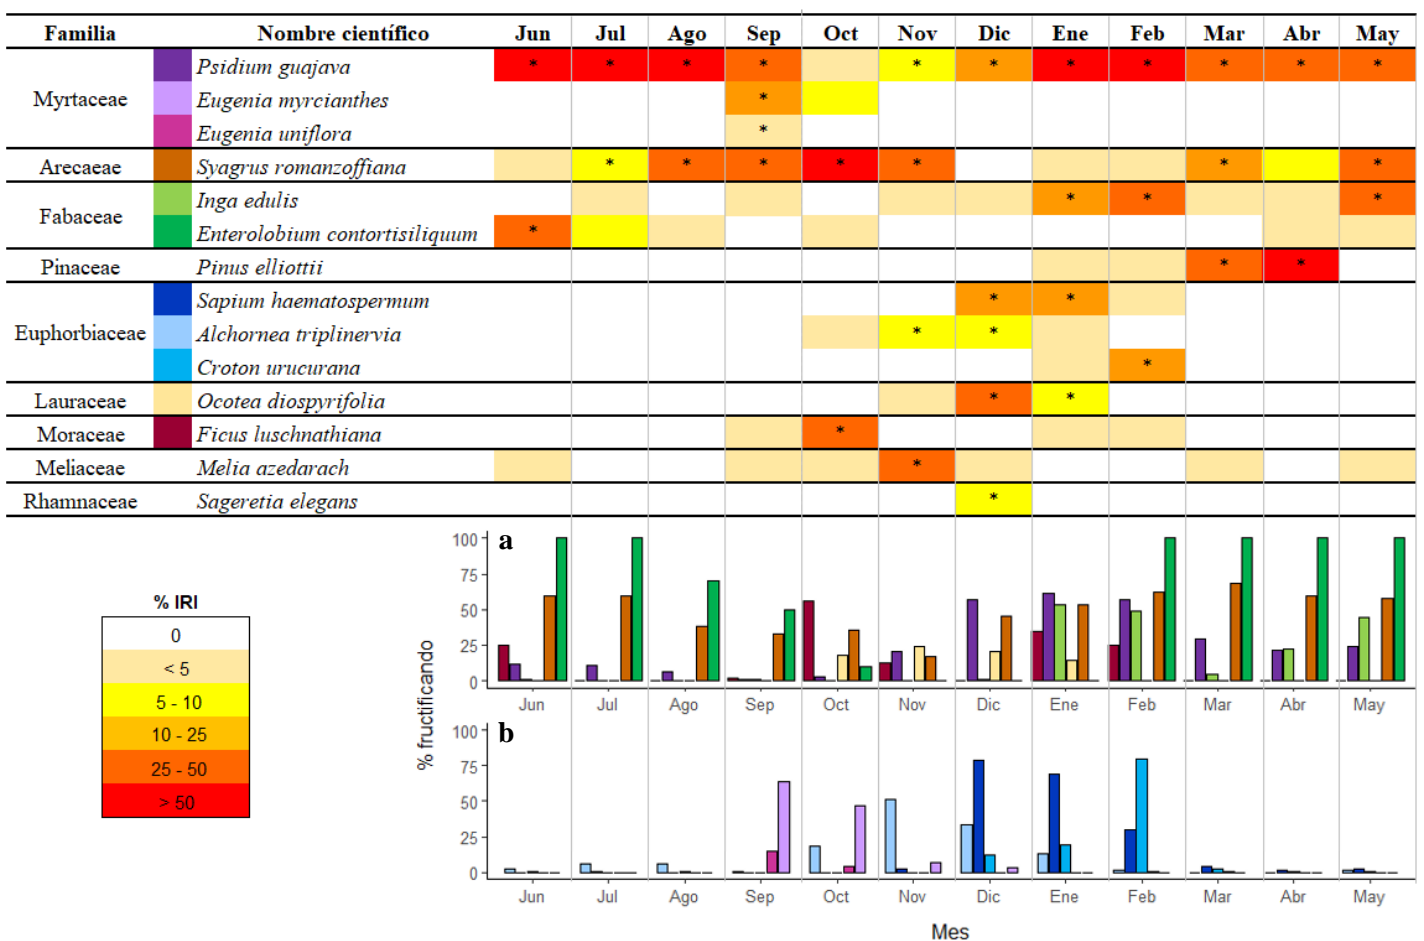 Familia Nombre científico Jun Jul Ago Sep Oct Nov Dic Ene Feb Mar Abr May
Psidium guajava * * * * * * * * * * *
Myrtaceae Eugenia myrcianthes *
Eugenia uniflora *
Arecaeae Syagrus romanzoffiana * * * * * * *
Inga edulis * * *
Fabaceae
Enterolobium contortisiliquum *
Pinaceae Pinus elliottii * *
Sapium haematospermum * *
Euphorbiaceae Alchornea triplinervia * *
Croton urucurana *
Lauraceae Ocotea diospyrifolia * *
Moraceae Ficus luschnathiana *
Meliaceae Melia azedarach *
Rhamnaceae Sageretia elegans *
% IRI
0
< 5
5 - 10
10 - 25
25 - 50
> 50
% fructificando
a
100
75
50
25
0
Jun Jul Ago Sep Oct Nov Dic Ene Feb Mar Abr May
b
100
75
50
25
0
Jun Jul Ago Sep Oct Nov Dic Ene Feb Mar Abr May
Mes